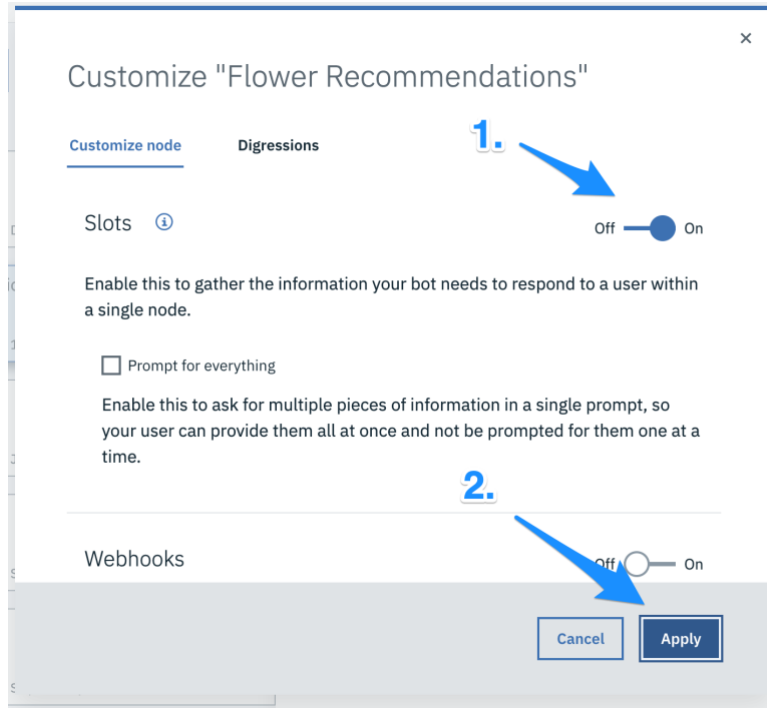 ×
Customize "Flower Recommendations"
1.
Customize node Digressions
Slots
Off On
Enable this to gather the information your bot needs to respond to a user within
a single node.
Prompt for everything
Enable this to ask for multiple pieces of information in a single prompt, so
your user can provide them all at once and not be prompted for them one at a
time.
2.
Webhooks
Off On
Cancel Apply